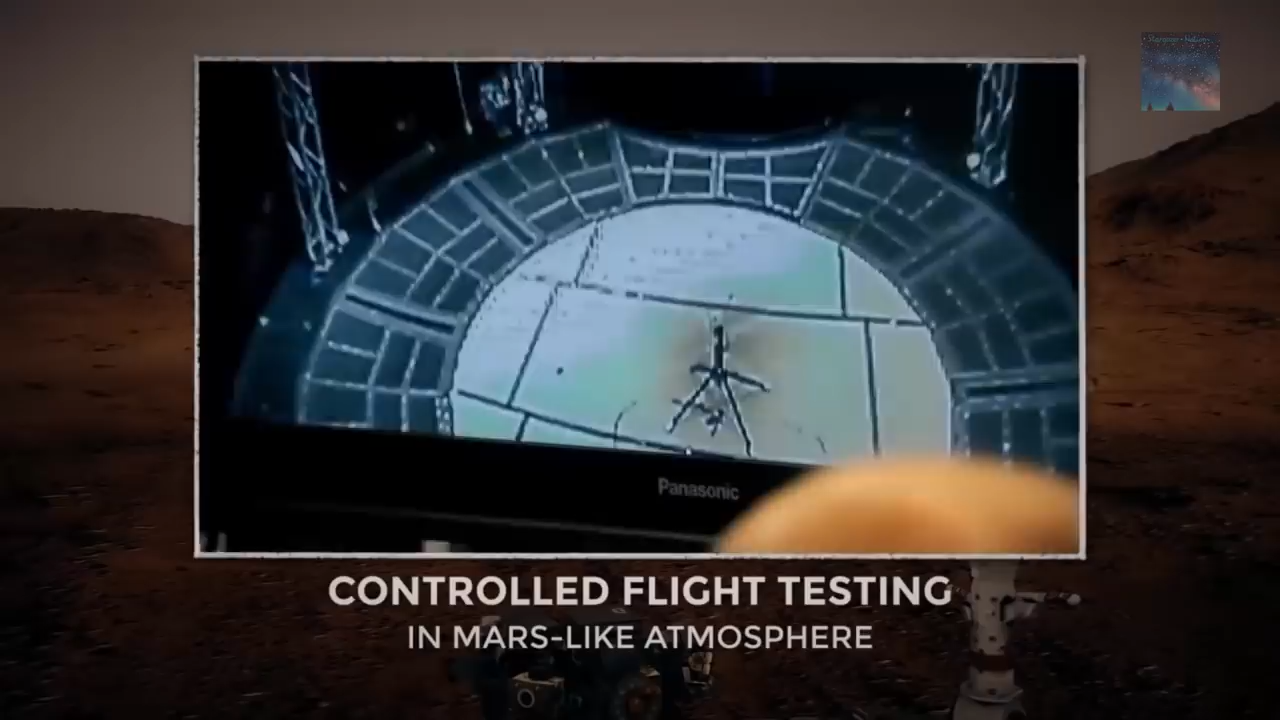 Panasonic
CONTROLLED FLIGHT TESTING
IN MARS-LIKE ATMOSPHERE